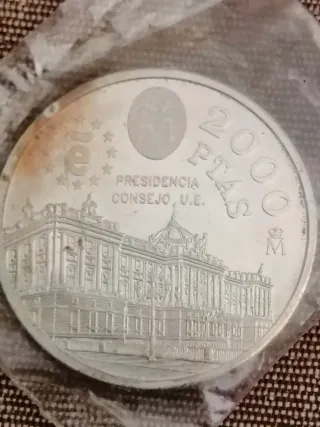 2000
PTAS
ẽ
PRESIDENCIA
CONSEJO, U.E.
M